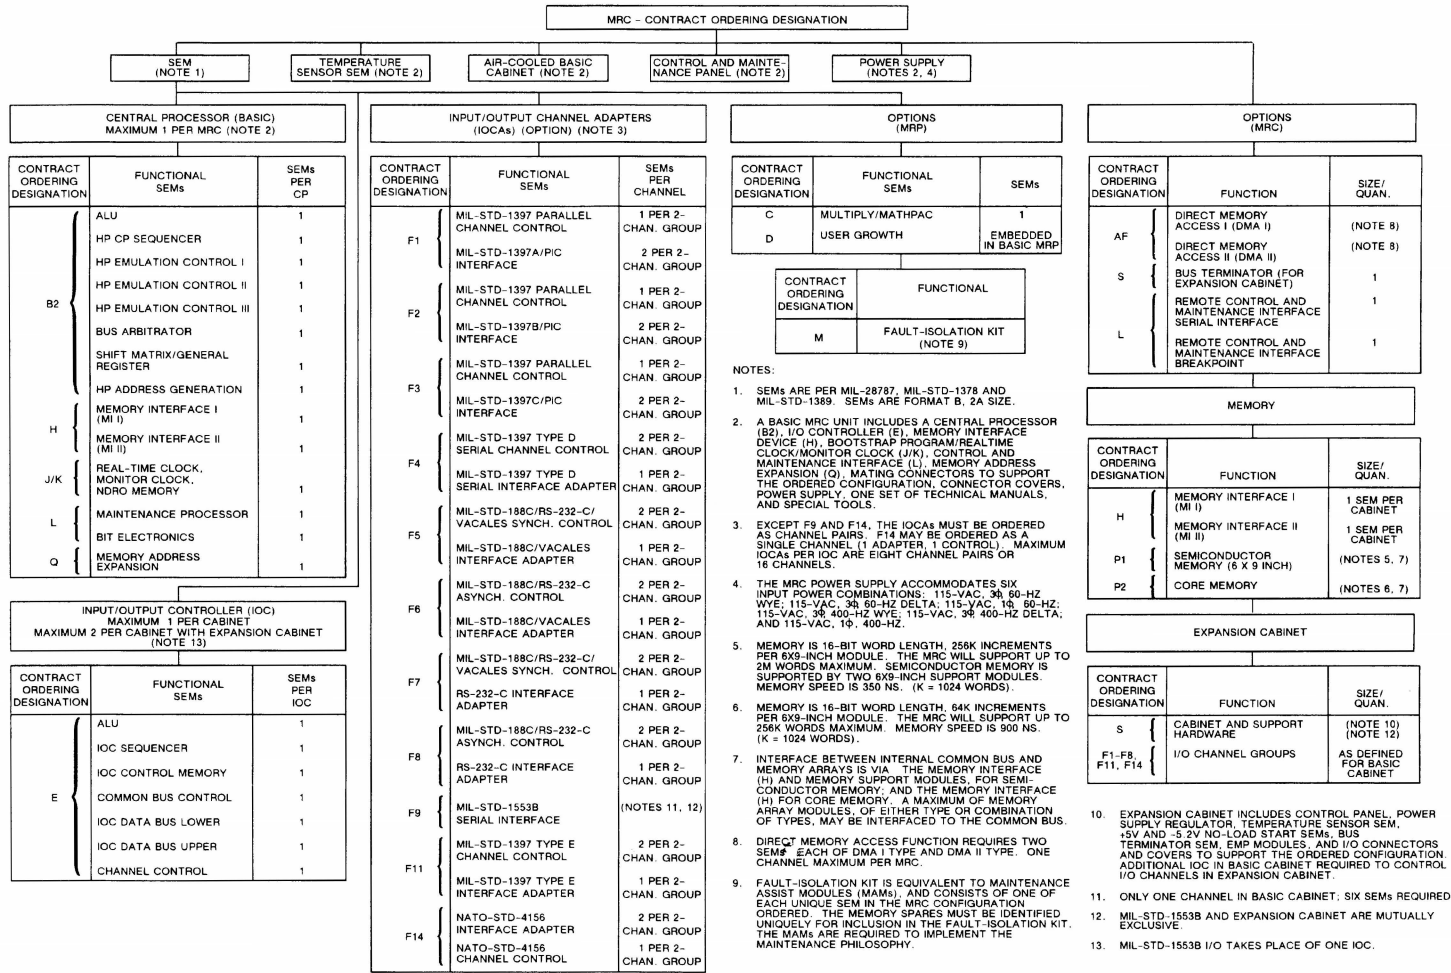 MRC - CONTRACT ORDERING DESIGNATION
SEM
(NOTE 1)
TEMPERATURE
SENSOR SEM (NOTE 2)
AIR-COOLED BASIC
CABINET (NOTE 2)
CONTROL AND MAINTE-
NANCE PANEL (NOTE 2)
POWER SUPPLY
(NOTES 2, 4)
CENTRAL PROCESSOR (BASIC)
MAXIMUM 1 PER MRC (NOTE 2)
CONTRACT
ORDERING
DESIGNATION
FUNCTIONAL
SEMs
SEMs
PER
CP
B2
ALU 1
HP CP SEQUENCER 1
HP EMULATION CONTROL I 1
HP EMULATION CONTROL II 1
HP EMULATION CONTROL III 1
BUS ARBITRATOR 1
SHIFT MATRIX/GENERAL
REGISTER 1
HP ADDRESS GENERATION 1
H
MEMORY INTERFACE I
(MI I) 1
MEMORY INTERFACE II
(MI II) 1
J/K
REAL-TIME CLOCK,
MONITOR CLOCK,
NDRO MEMORY 1
L
MAINTENANCE PROCESSOR 1
BIT ELECTRONICS 1
Q
MEMORY ADDRESS
EXPANSION 1
INPUT/OUTPUT CONTROLLER (IOC)
MAXIMUM 1 PER CABINET
MAXIMUM 2 PER CABINET WITH EXPANSION CABINET
(NOTE 13)
CONTRACT
ORDERING
DESIGNATION
FUNCTIONAL
SEMs
SEMs
PER
IOC
E
ALU 1
IOC SEQUENCER 1
IOC CONTROL MEMORY 1
COMMON BUS CONTROL 1
IOC DATA BUS LOWER 1
IOC DATA BUS UPPER 1
CHANNEL CONTROL 1
INPUT/OUTPUT CHANNEL ADAPTERS
(IOCAs) (OPTION) (NOTE 3)
CONTRACT
ORDERING
DESIGNATION
FUNCTIONAL
SEMs
SEMs
PER
CHANNEL
F1
MIL-STD-1397 PARALLEL 1 PER 2-
CHANNEL CONTROL CHAN. GROUP
MIL-STD-1397A/PIC 2 PER 2-
INTERFACE CHAN. GROUP
F2
MIL-STD-1397 PARALLEL 1 PER 2-
CHANNEL CONTROL CHAN. GROUP
MIL-STD-1397B/PIC 2 PER 2-
INTERFACE CHAN. GROUP
F3
MIL-STD-1397 PARALLEL 1 PER 2-
CHANNEL CONTROL CHAN. GROUP
MIL-STD-1397C/PIC 2 PER 2-
INTERFACE CHAN. GROUP
F4
MIL-STD-1397 TYPE D 2 PER 2-
SERIAL CHANNEL CONTROL CHAN. GROUP
MIL-STD-1397 TYPE D 1 PER 2-
SERIAL INTERFACE ADAPTER CHAN. GROUP
F5
MIL-STD-188C/RS-232-C/ 2 PER 2-
VACALES SYNCH. CONTROL CHAN. GROUP
MIL-STD-188C/VACALES 1 PER 2-
INTERFACE ADAPTER CHAN. GROUP
F6
MIL-STD-188C/RS-232-C 2 PER 2-
ASYNCH. CONTROL CHAN. GROUP
MIL-STD-188C/VACALES 1 PER 2-
INTERFACE ADAPTER CHAN. GROUP
F7
MIL-STD-188C/RS-232-C/ 2 PER 2-
VACALES SYNCH. CONTROL CHAN. GROUP
RS-232-C INTERFACE 1 PER 2-
ADAPTER CHAN. GROUP
F8
MIL-STD-188C/RS-232-C 2 PER 2-
ASYNCH. CONTROL CHAN. GROUP
RS-232-C INTERFACE 1 PER 2-
ADAPTER CHAN. GROUP
F9
MIL-STD-1553B (NOTES 11, 12)
SERIAL INTERFACE
F11
MIL-STD-1397 TYPE E 2 PER 2-
CHANNEL CONTROL CHAN. GROUP
MIL-STD-1397 TYPE E 1 PER 2-
INTERFACE ADAPTER CHAN. GROUP
F14
NATO-STD-4156 2 PER 2-
INTERFACE ADAPTER CHAN. GROUP
NATO-STD-4156 1 PER 2-
CHANNEL CONTROL CHAN. GROUP
OPTIONS
(MRP)
CONTRACT
ORDERING
DESIGNATION
FUNCTIONAL
SEMs
SEMs
C MULTIPLY/MATHPAC 1
D USER GROWTH EMBEDDED
IN BASIC MRP
CONTRACT
ORDERING
DESIGNATION
FUNCTIONAL
M FAULT-ISOLATION KIT
(NOTE 9)
NOTES:
1. SEMs ARE PER MIL-28787, MIL-STD-1378 AND
MIL-STD-1389. SEMs ARE FORMAT B, 2A SIZE.
2. A BASIC MRC UNIT INCLUDES A CENTRAL PROCESSOR
(B2), I/O CONTROLLER (E), MEMORY INTERFACE
DEVICE (H), BOOTSTRAP PROGRAM/REALTIME
CLOCK/MONITOR CLOCK (J/K), CONTROL AND
MAINTENANCE INTERFACE (L), MEMORY ADDRESS
EXPANSION (Q), MATING CONNECTORS TO SUPPORT
THE ORDERED CONFIGURATION, CONNECTOR COVERS,
POWER SUPPLY, ONE SET OF TECHNICAL MANUALS,
AND SPECIAL TOOLS.
3. EXCEPT F9 AND F14, THE IOCAs MUST BE ORDERED
AS CHANNEL PAIRS. F14 MAY BE ORDERED AS A
SINGLE CHANNEL (1 ADAPTER, 1 CONTROL). MAXIMUM
IOCAs PER IOC ARE EIGHT CHANNEL PAIRS OR
16 CHANNELS.
4. THE MRC POWER SUPPLY ACCOMMODATES SIX
INPUT POWER COMBINATIONS: 115-VAC, 3Φ, 60-HZ
WYE; 115-VAC, 3Φ 60-HZ DELTA; 115-VAC, 1Φ, 60-HZ;
115-VAC, 3Φ, 400-HZ WYE; 115-VAC, 3Φ, 400-HZ DELTA;
AND 115-VAC, 1Φ, 400-HZ.
5. MEMORY IS 16-BIT WORD LENGTH, 256K INCREMENTS
PER 6X9-INCH MODULE. THE MRC WILL SUPPORT UP TO
2M WORDS MAXIMUM. SEMICONDUCTOR MEMORY IS
SUPPORTED BY TWO 6X9-INCH SUPPORT MODULES.
MEMORY SPEED IS 350 NS. (K = 1024 WORDS).
6. MEMORY IS 16-BIT WORD LENGTH, 64K INCREMENTS
PER 6X9-INCH MODULE. THE MRC WILL SUPPORT UP TO
256K WORDS MAXIMUM. MEMORY SPEED IS 900 NS.
(K = 1024 WORDS).
7. INTERFACE BETWEEN INTERNAL COMMON BUS AND
MEMORY ARRAYS IS VIA THE MEMORY INTERFACE
(H) AND MEMORY SUPPORT MODULES, FOR SEMI-
CONDUCTOR MEMORY; AND THE MEMORY INTERFACE
(H) FOR CORE MEMORY. A MAXIMUM OF MEMORY
ARRAY MODULES, OF EITHER TYPE OR COMBINATION
OF TYPES, MAY BE INTERFACED TO THE COMMON BUS.
8. DIRECT MEMORY ACCESS FUNCTION REQUIRES TWO
SEMs EACH OF DMA I TYPE AND DMA II TYPE. ONE
CHANNEL MAXIMUM PER MRC.
9. FAULT-ISOLATION KIT IS EQUIVALENT TO MAINTENANCE
ASSIST MODULES (MAMs), AND CONSISTS OF ONE OF
EACH UNIQUE SEM IN THE MRC CONFIGURATION
ORDERED. THE MEMORY SPARES MUST BE IDENTIFIED
UNIQUELY FOR INCLUSION IN THE FAULT-ISOLATION KIT.
THE MAMs ARE REQUIRED TO IMPLEMENT THE
MAINTENANCE PHILOSOPHY.
OPTIONS
(MRC)
CONTRACT
ORDERING
DESIGNATION
FUNCTION
SIZE/
QUAN.
AF
DIRECT MEMORY
ACCESS I (DMA I) (NOTE 8)
DIRECT MEMORY (NOTE 8)
ACCESS II (DMA II)
S
BUS TERMINATOR (FOR 1
EXPANSION CABINET)
L
REMOTE CONTROL AND 1
MAINTENANCE INTERFACE
SERIAL INTERFACE
REMOTE CONTROL AND 1
MAINTENANCE INTERFACE
BREAKPOINT
MEMORY
CONTRACT
ORDERING
DESIGNATION
FUNCTION
SIZE/
QUAN.
H
MEMORY INTERFACE I 1 SEM PER
(MI I) CABINET
MEMORY INTERFACE II 1 SEM PER
(MI II) CABINET
P1
SEMICONDUCTOR (NOTES 5, 7)
MEMORY (6 X 9 INCH)
P2
CORE MEMORY (NOTES 6, 7)
EXPANSION CABINET
CONTRACT
ORDERING
DESIGNATION
FUNCTION
SIZE/
QUAN.
S
CABINET AND SUPPORT (NOTE 10)
HARDWARE (NOTE 12)
F1-F8,
F11, F14
I/O CHANNEL GROUPS AS DEFINED
FOR BASIC
CABINET
10. EXPANSION CABINET INCLUDES CONTROL PANEL, POWER
SUPPLY REGULATOR, TEMPERATURE SENSOR SEM,
+5V AND -5.2V NO-LOAD START SEMs, BUS
TERMINATOR SEM, EMP MODULES, AND I/O CONNECTORS
AND COVERS TO SUPPORT THE ORDERED CONFIGURATION.
ADDITIONAL IOC IN BASIC CABINET REQUIRED TO CONTROL
I/O CHANNELS IN EXPANSION CABINET.
11. ONLY ONE CHANNEL IN BASIC CABINET; SIX SEMs REQUIRED
12. MIL-STD-1553B AND EXPANSION CABINET ARE MUTUALLY
EXCLUSIVE.
13. MIL-STD-1553B I/O TAKES PLACE OF ONE IOC.